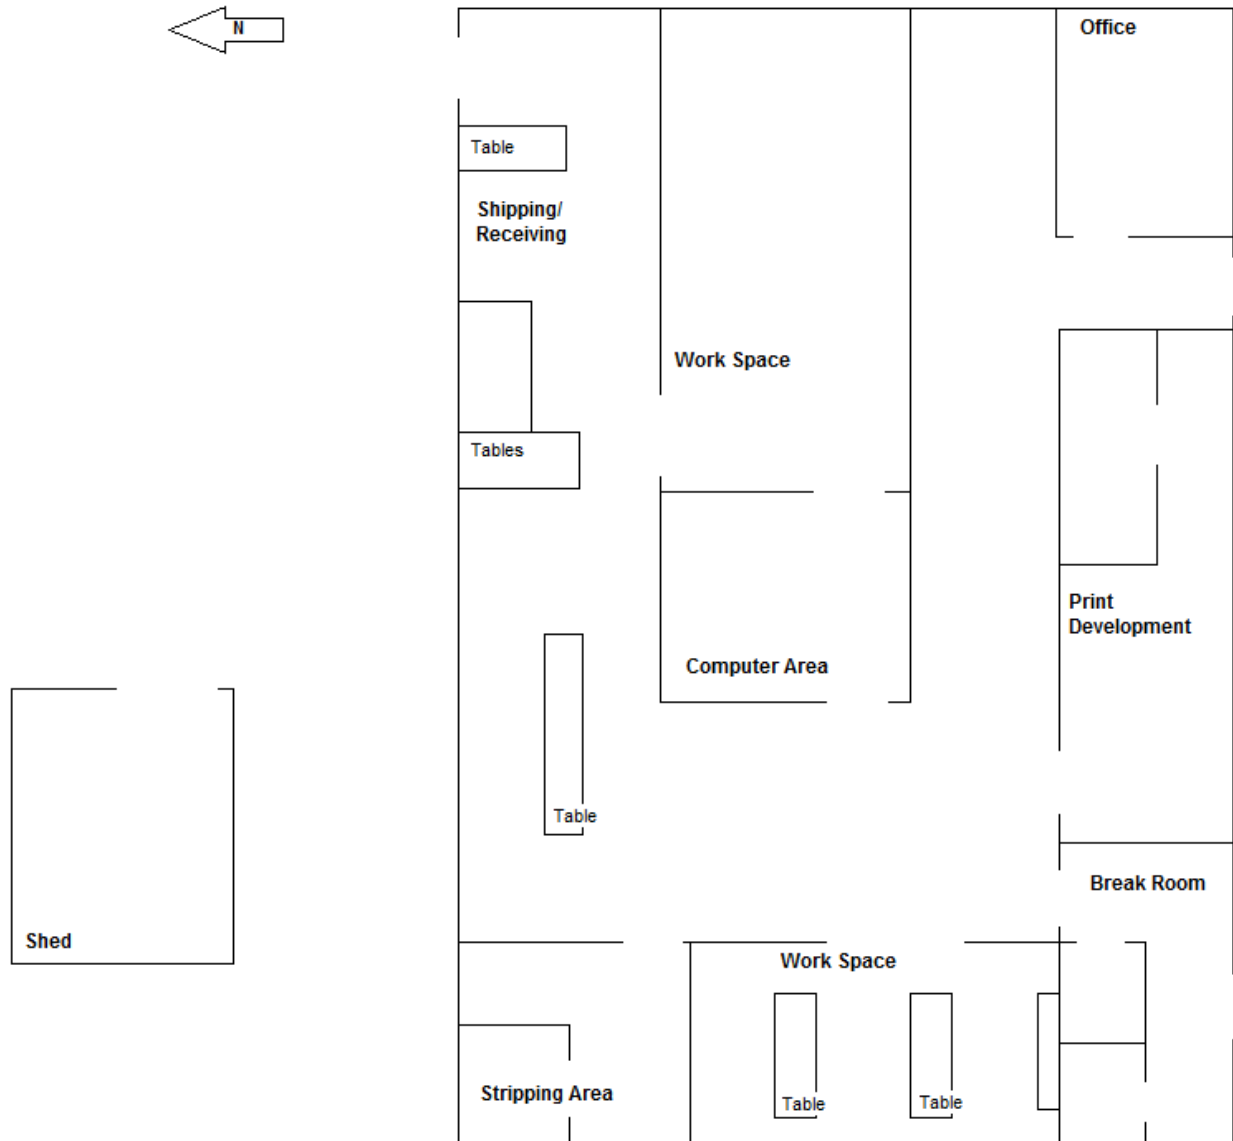 N
Office
Table
Shipping/
Receiving
Work Space
Tables
Print
Development
Computer Area
Table
Break Room
Shed
Work Space
Stripping Area
Table
Table